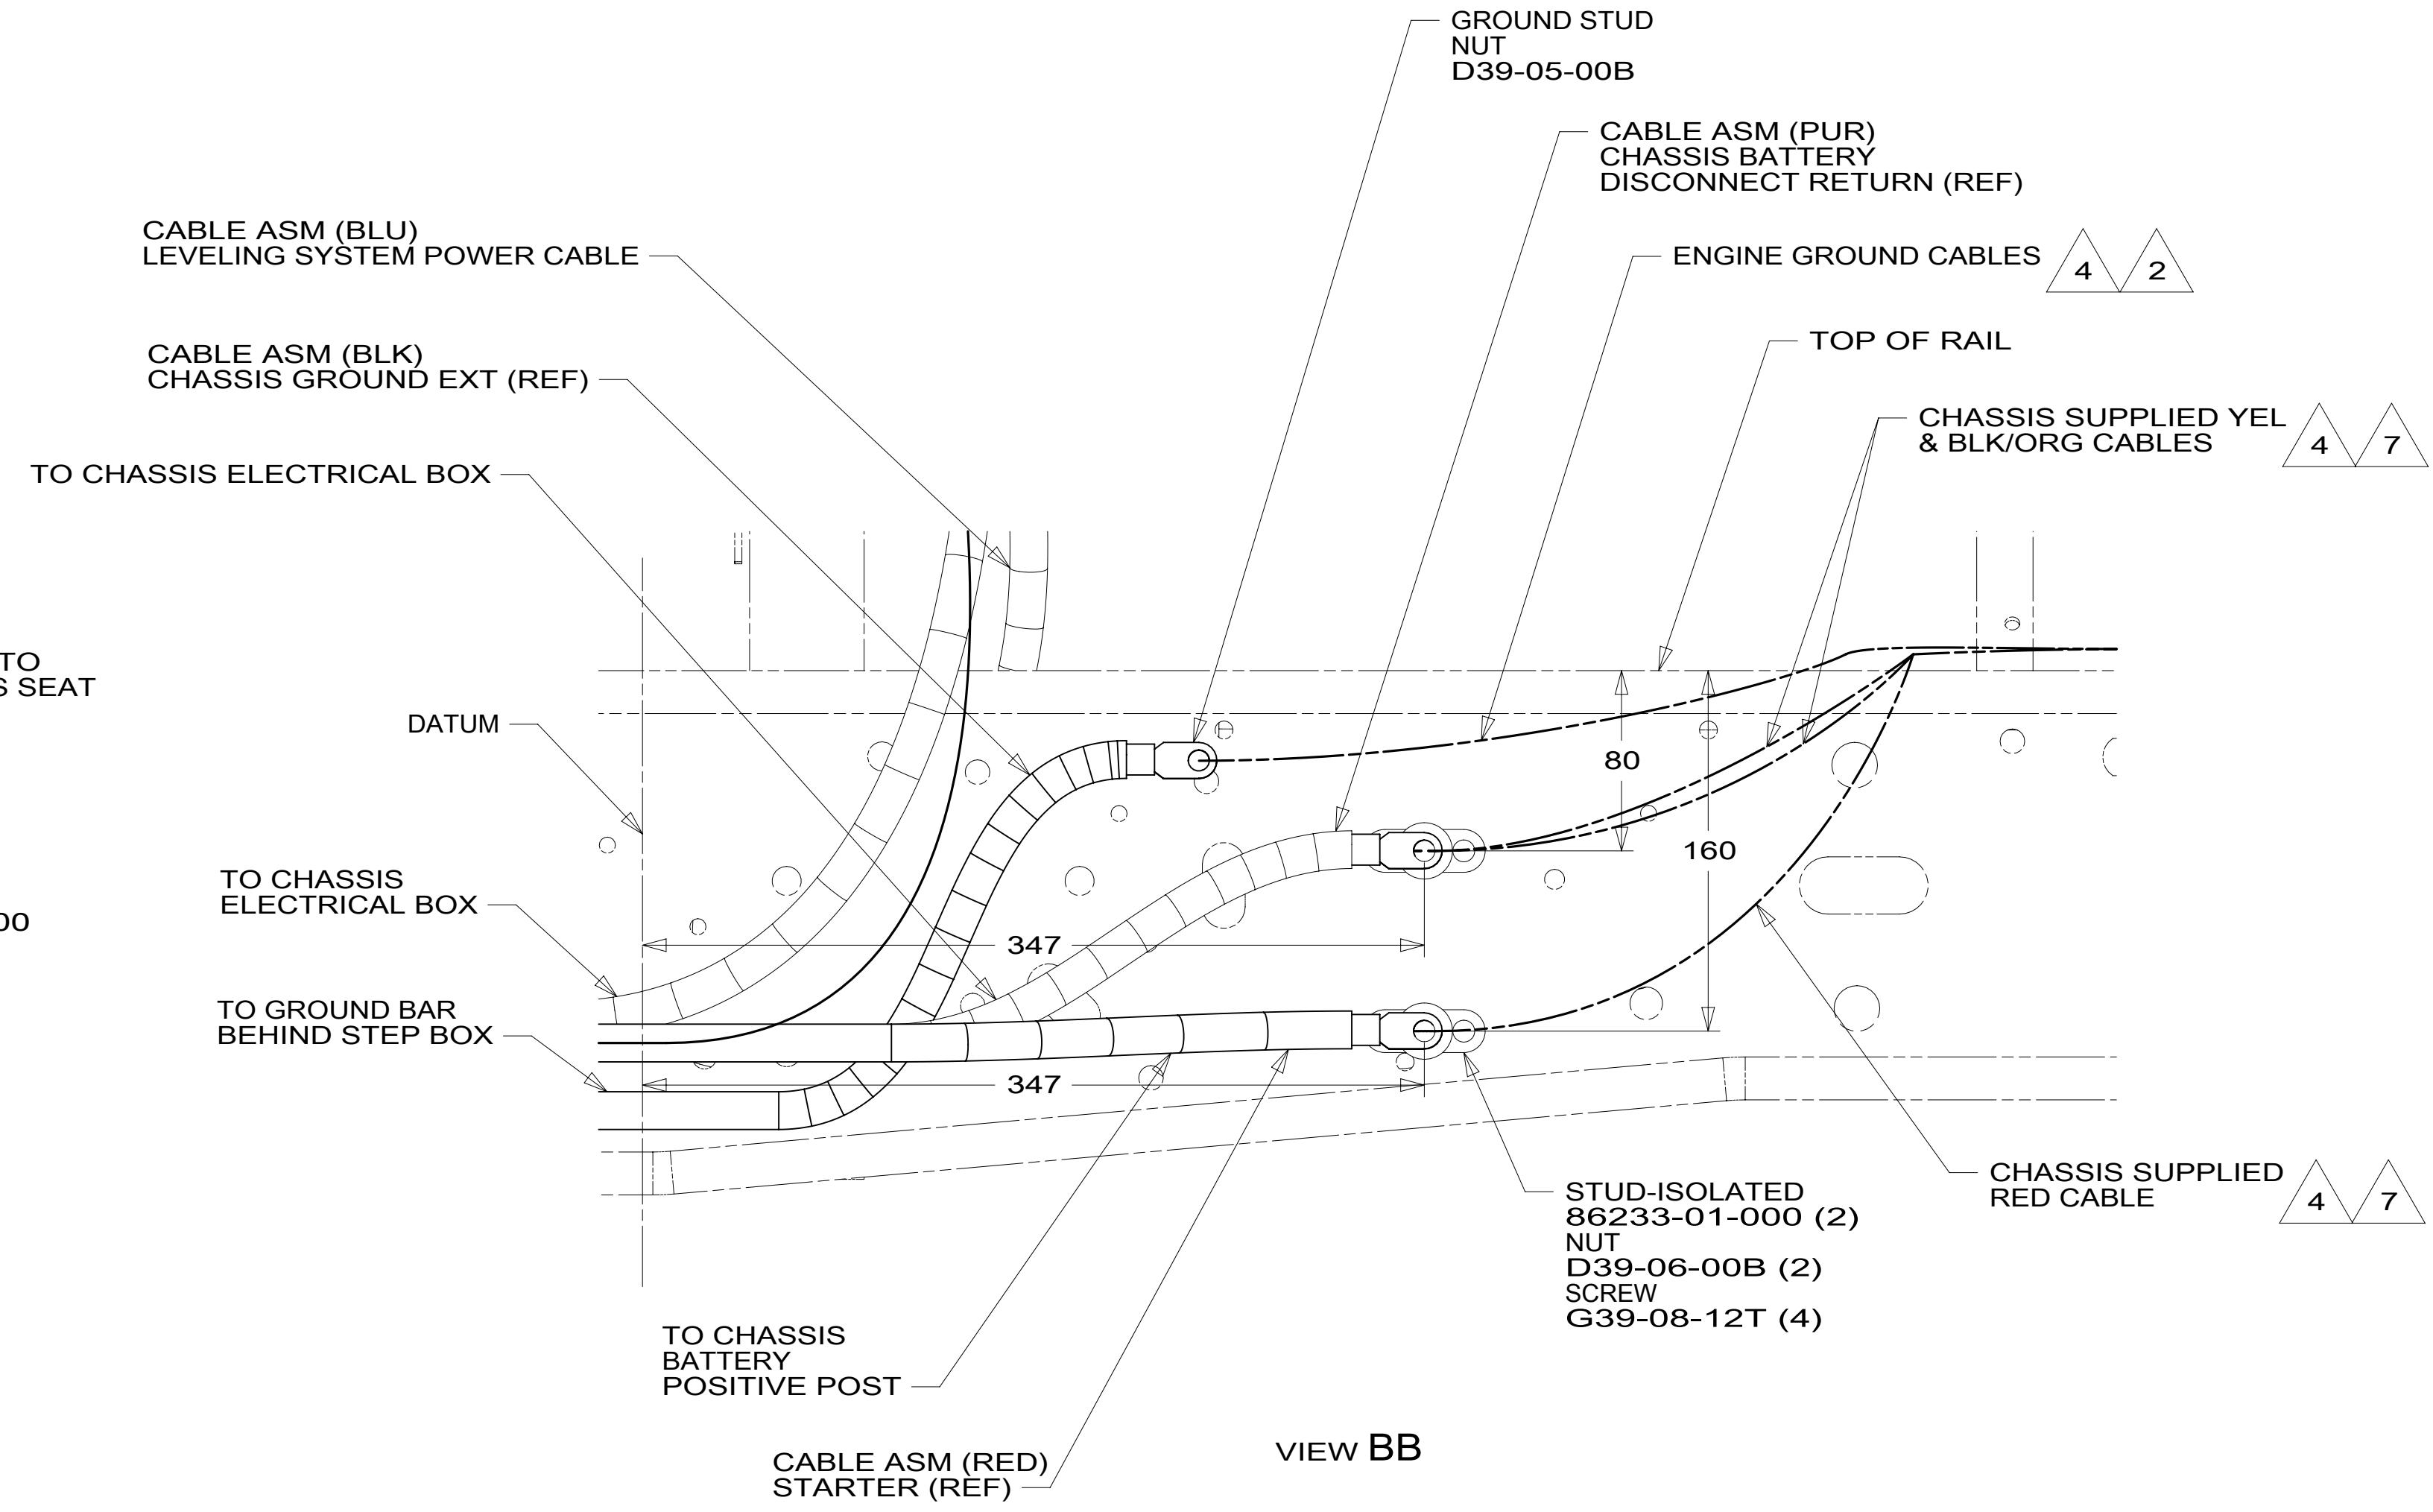 GROUND STUD
NUT
D39-05-00B
CABLE ASM (PUR)
CHASSIS BATTERY
DISCONNECT RETURN (REF)
CABLE ASM (BLU)
LEVELING SYSTEM POWER CABLE
ENGINE GROUND CABLES 4 2
TOP OF RAIL
CABLE ASM (BLK)
CHASSIS GROUND EXT (REF)
CHASSIS SUPPLIED YEL
& BLK/ORG CABLES
4 7
TO CHASSIS ELECTRICAL BOX
TO
S SEAT
DATUM
80
160
TO CHASSIS
ELECTRICAL BOX
00
347
TO GROUND BAR
BEHIND STEP BOX
347
CHASSIS SUPPLIED
RED CABLE
4 7
STUD-ISOLATED
86233-01-000 (2)
NUT
D39-06-00B (2)
SCREW
G39-08-12T (4)
TO CHASSIS
BATTERY
POSITIVE POST
CABLE ASM (RED)
STARTER (REF)
VIEW BB